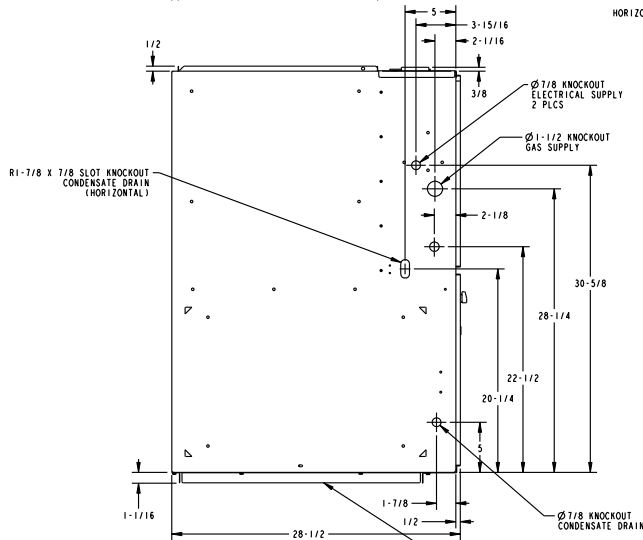 5
HORIZO
3-15/16
2-1/16
1/2
3/8
Ø7/8 KNOCKOUT
ELECTRICAL SUPPLY
2 PLCS
Ø1-1/2 KNOCKOUT
GAS SUPPLY
R1-7/8 X 7/8 SLOT KNOCKOUT
CONDENSATE DRAIN
(HORIZONTAL)
2-1/8
30-5/8
28-1/4
22-1/2
20-1/4
5
1-7/8
1/2
Ø7/8 KNOCKOUT
CONDENSATE DRAIN
1-1/16
28-1/2